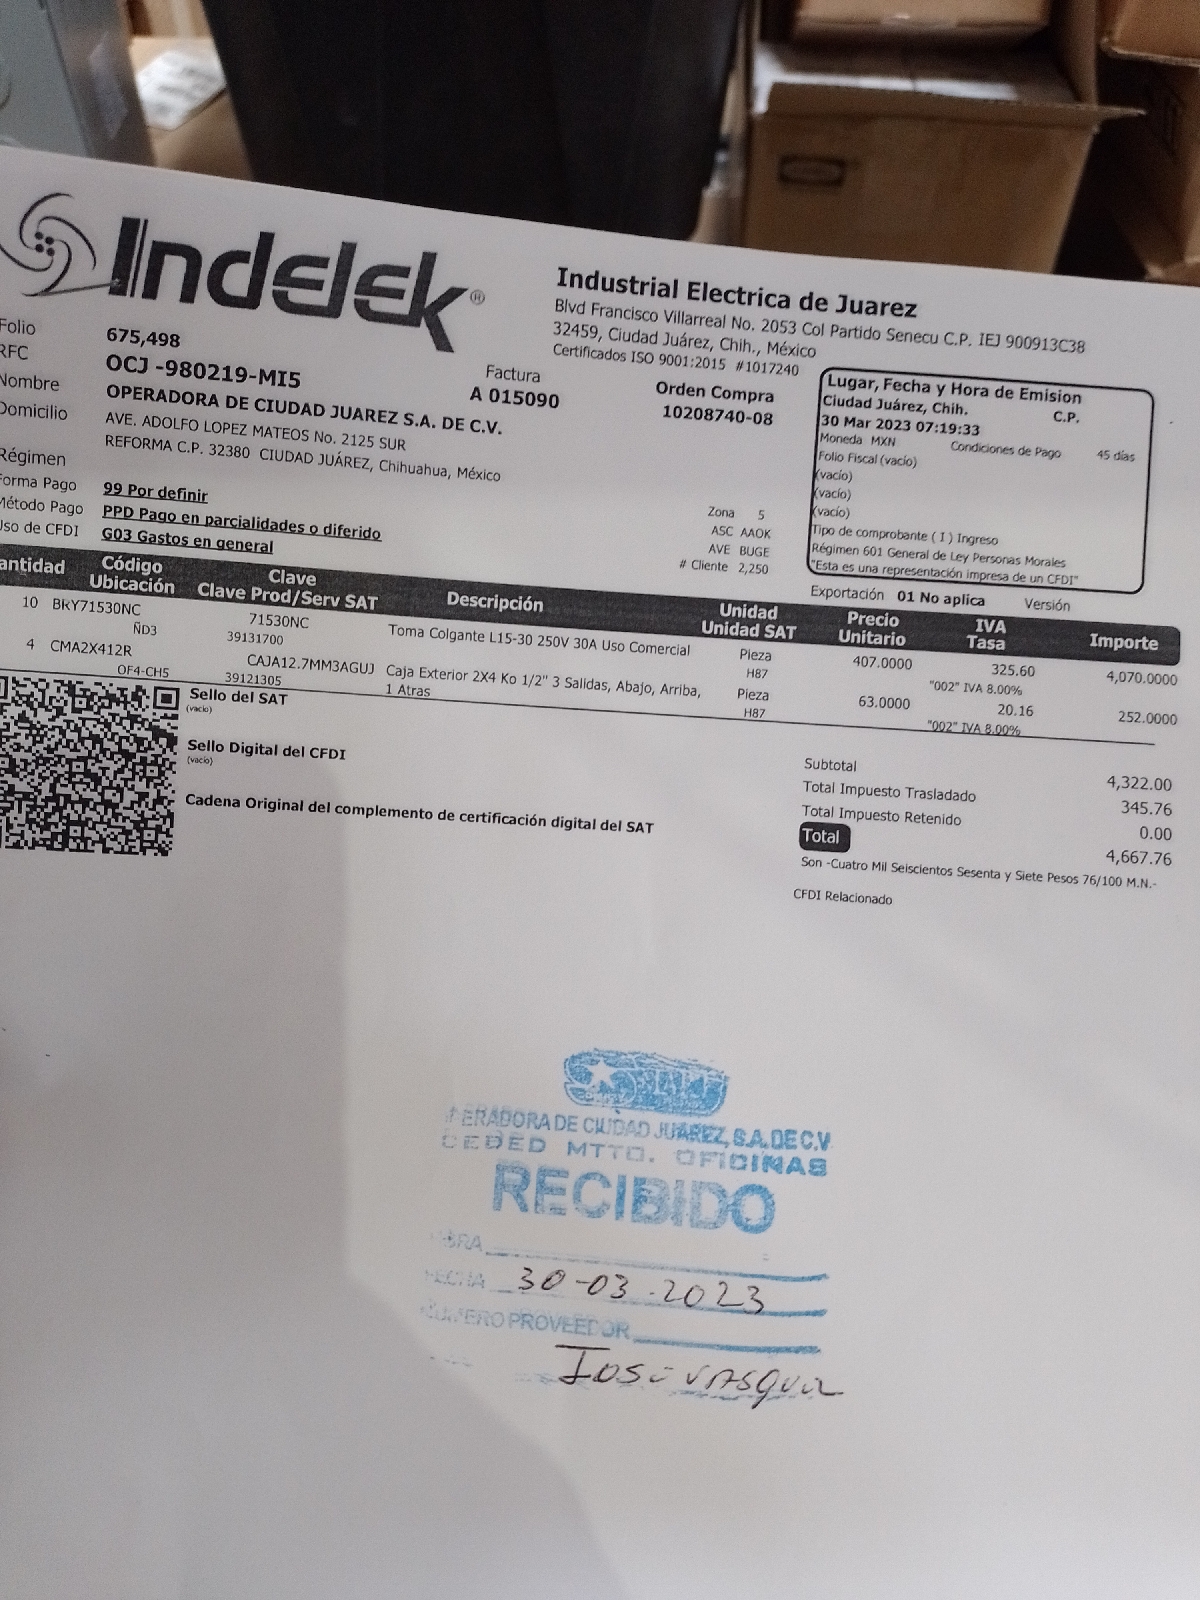 Indelek®
Industrial Electrica de Juarez
Blvd Francisco Villarreal No. 2053 Col Partido Senecu C.P. IEJ 900913C38
32459, Ciudad Juárez, Chih., México
Certificados ISO 9001:2015 #1017240
Folio 675,498
RFC OCJ -980219-MI5
Nombre OPERADORA DE CIUDAD JUAREZ S.A. DE C.V.
Domicilio AVE. ADOLFO LOPEZ MATEOS No. 2125 SUR
REFORMA C.P. 32380 CIUDAD JUÁREZ, Chihuahua, México
Factura
A 015090
Orden Compra
10208740-08
Régimen
Forma Pago 99 Por definir
Método Pago PPD Pago en parcialidades o diferido
Uso de CFDI G03 Gastos en general
Zona 5
ASC AAOK
AVE BUGE
# Cliente 2,250
Lugar, Fecha y Hora de Emision
Ciudad Juárez, Chih. C.P.
30 Mar 2023 07:19:33
Moneda MXN Condiciones de Pago 45 días
Folio Fiscal (vacío)
(vacío)
(vacío)
(vacío)
Tipo de comprobante ( I ) Ingreso
Régimen 601 General de Ley Personas Morales
"Esta es una representación impresa de un CFDI"
Exportación 01 No aplica Versión
antidad Código Clave Descripción Unidad Precio IVA Importe
Ubicación Clave Prod/Serv SAT Unidad SAT Unitario Tasa
10 BRY71530NC 71530NC Toma Colgante L15-30 250V 30A Uso Comercial Pieza 407.0000 325.60 4,070.0000
ÑD3 39131700 H87 "002" IVA 8.00%
4 CMA2X412R CAJA12.7MM3AGUJ Caja Exterior 2X4 Ko 1/2" 3 Salidas, Abajo, Arriba, Pieza 63.0000 20.16 252.0000
OF4-CH5 39121305 1 Atras H87 "002" IVA 8.00%
Sello del SAT
(vacío)
Sello Digital del CFDI
(vacío)
Cadena Original del complemento de certificación digital del SAT
Subtotal 4,322.00
Total Impuesto Trasladado 345.76
Total Impuesto Retenido 0.00
Total 4,667.76
Son -Cuatro Mil Seiscientos Sesenta y Siete Pesos 76/100 M.N.-
CFDI Relacionado
ERADORA DE CIUDAD JUAREZ, S.A. DE C.V
CEDED MTTO. OFICINAS
RECIBIDO
BRA
FECHA 30-03-2023
NUMERO PROVEEDOR